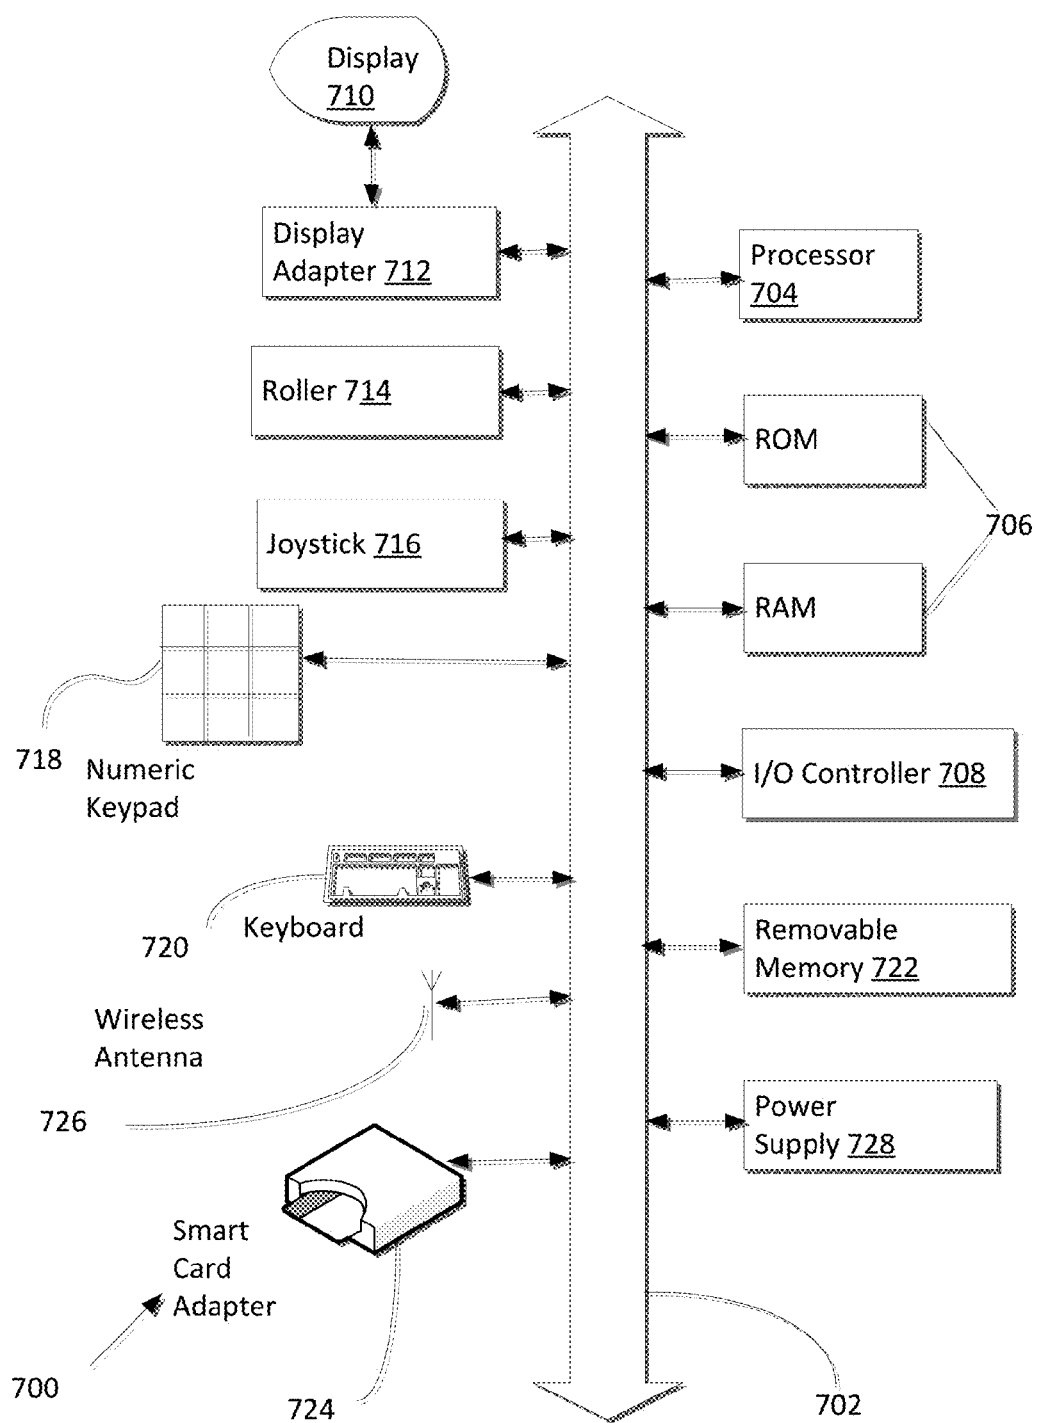 Display
710
Display
Adapter 712
Processor
704
Roller 714
ROM
706
Joystick 716
RAM
718
Numeric
Keypad
I/O Controller 708
Keyboard
720
Removable
Memory 722
Wireless
Antenna
726
Power
Supply 728
Smart
Card
Adapter
700
724
702